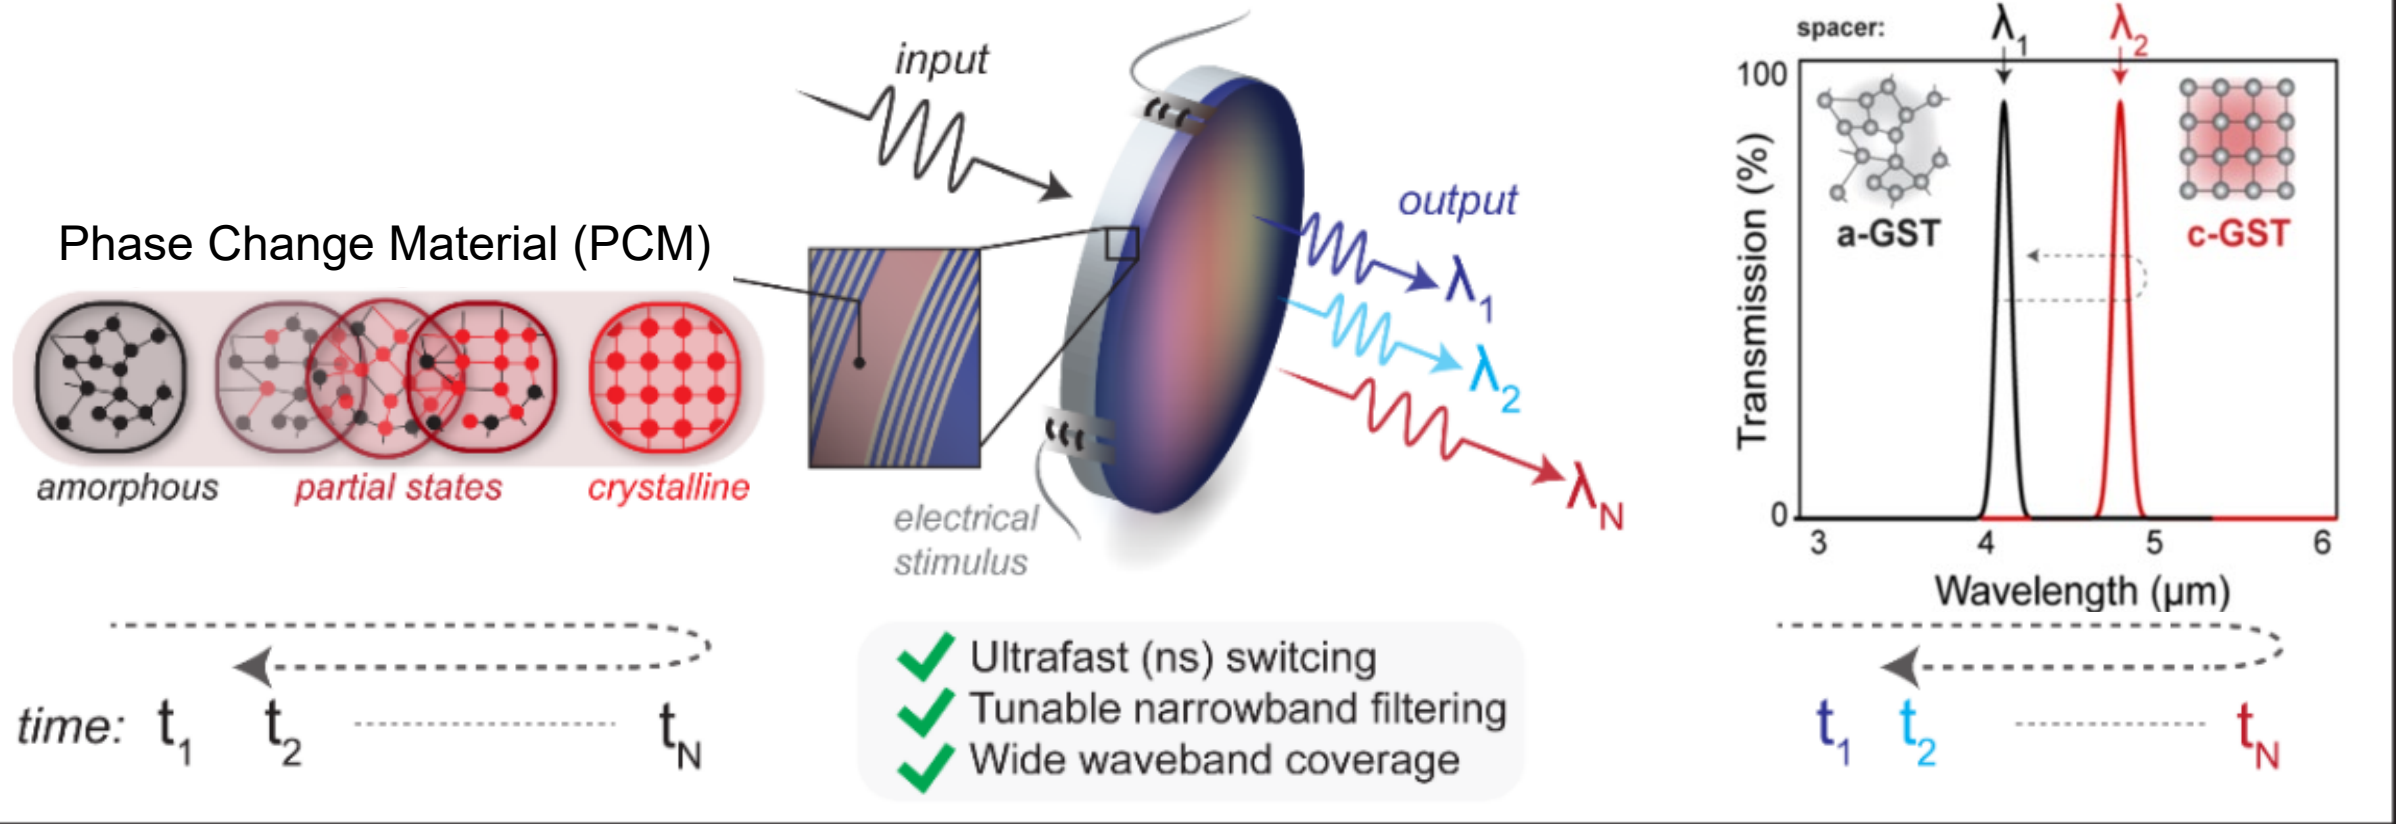 Phase Change Material (PCM)
amorphous
partial states
crystalline
time: t1 t2 tN
input
output
λ1
λ2
λN
electrical
stimulus
Ultrafast (ns) switcing
Tunable narrowband filtering
Wide waveband coverage
spacer: λ1 λ2
100
a-GST
c-GST
Transmission (%)
0
3 4 5 6
Wavelength (µm)
t1 t2 tN